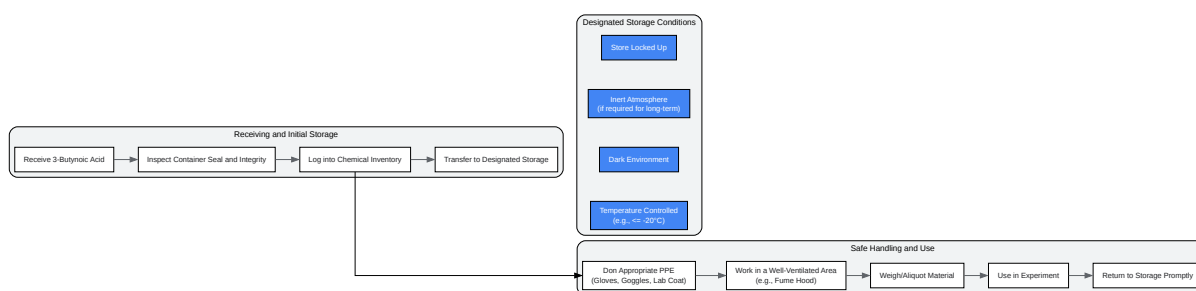 Receiving and Initial Storage
Receive 3-Butynoic Acid
Inspect Container Seal and Integrity
Log into Chemical Inventory
Transfer to Designated Storage
Designated Storage Conditions
Store Locked Up
Inert Atmosphere
(if required for long-term)
Dark Environment
Temperature Controlled
(e.g., <= -20°C)
Safe Handling and Use
Don Appropriate PPE
(Gloves, Goggles, Lab Coat)
Work in a Well-Ventilated Area
(e.g., Fume Hood)
Weigh/Aliquot Material
Use in Experiment
Return to Storage Promptly